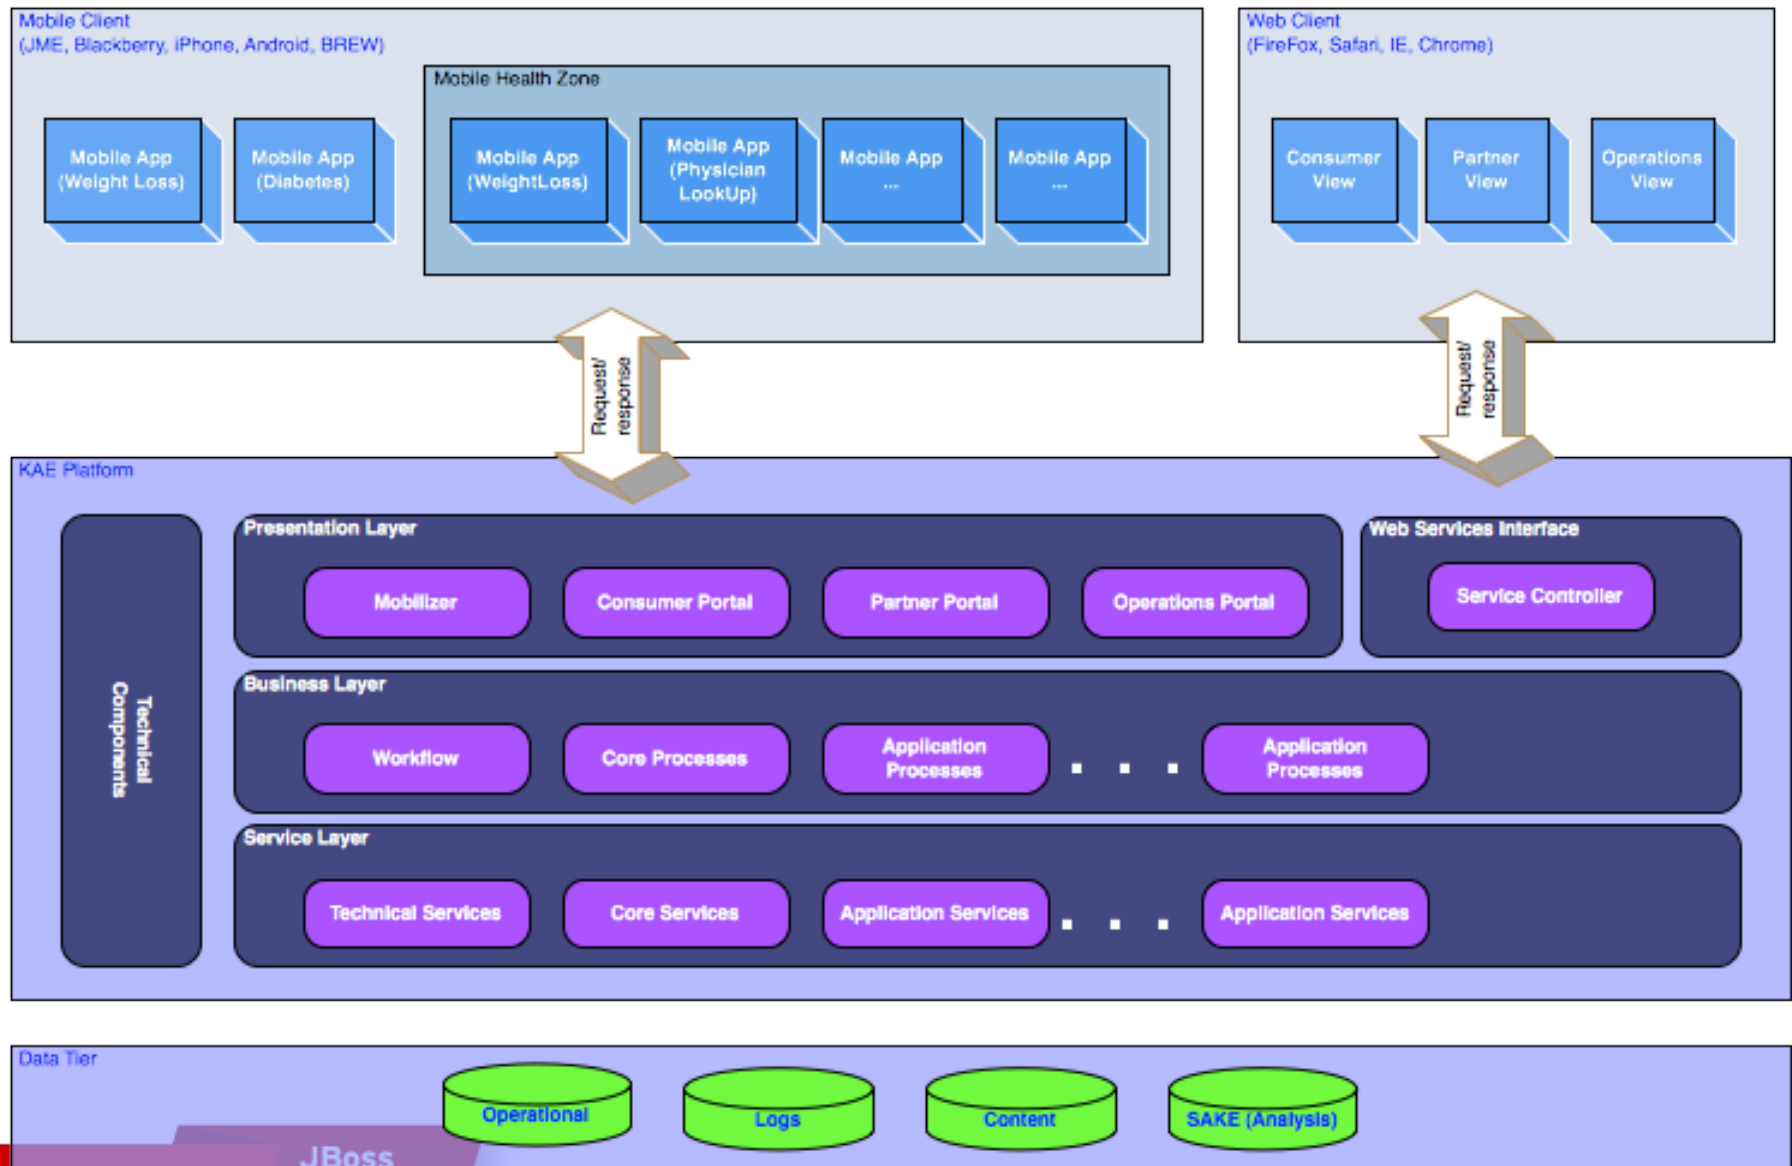 Mobile Client
(JME, Blackberry, iPhone, Android, BREW)
Mobile Health Zone
Mobile App
(Weight Loss)
Mobile App
(Diabetes)
Mobile App
(WeightLoss)
Mobile App
(Physician
LookUp)
Mobile App
...
Mobile App
...
Web Client
(FireFox, Safari, IE, Chrome)
Consumer
View
Partner
View
Operations
View
Request/
response
Request/
response
KAE Platform
Technical
Components
Presentation Layer
Mobilizer
Consumer Portal
Partner Portal
Operations Portal
Web Services Interface
Service Controller
Business Layer
Workflow
Core Processes
Application
Processes
. . .
Application
Processes
Service Layer
Technical Services
Core Services
Application Services
. . .
Application Services
Data Tier
Operational
Logs
Content
SAKE (Analysis)
JBoss